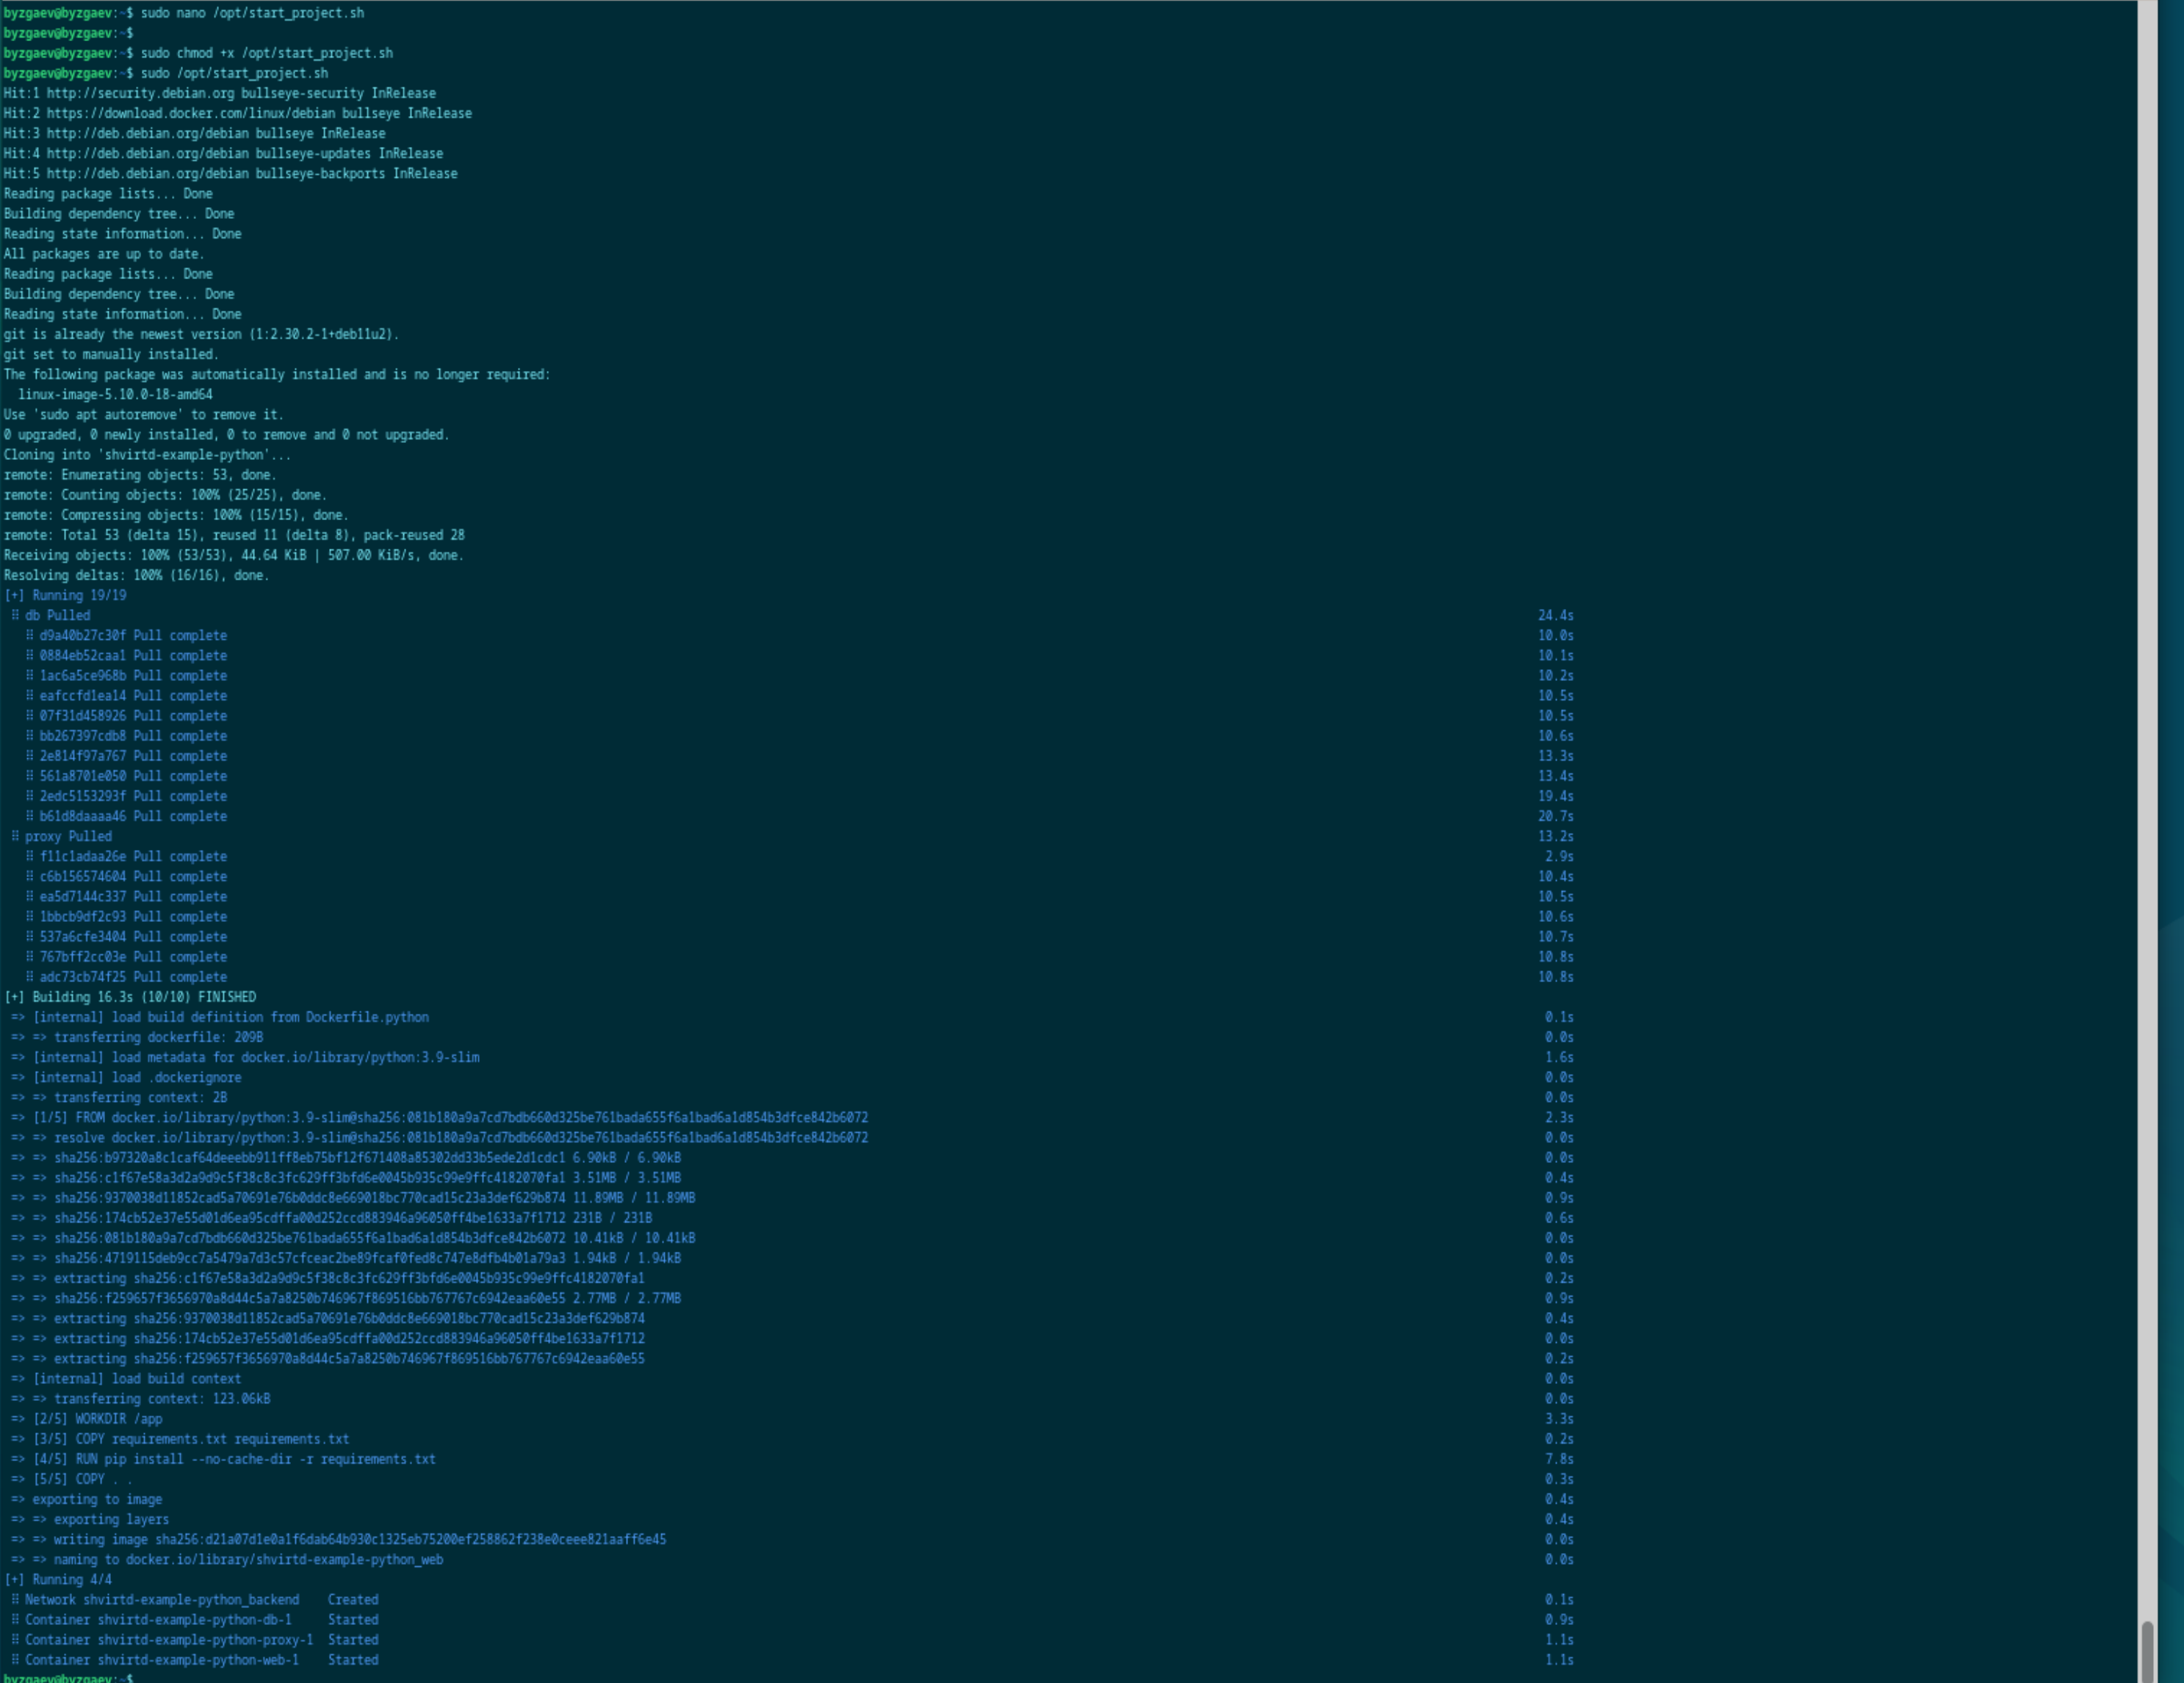 byzgaev@byzgaev:~$ sudo nano /opt/start_project.sh
byzgaev@byzgaev:~$
byzgaev@byzgaev:~$ sudo chmod +x /opt/start_project.sh
byzgaev@byzgaev:~$ sudo /opt/start_project.sh
Hit:1 http://security.debian.org bullseye-security InRelease
Hit:2 https://download.docker.com/linux/debian bullseye InRelease
Hit:3 http://deb.debian.org/debian bullseye InRelease
Hit:4 http://deb.debian.org/debian bullseye-updates InRelease
Hit:5 http://deb.debian.org/debian bullseye-backports InRelease
Reading package lists... Done
Building dependency tree... Done
Reading state information... Done
All packages are up to date.
Reading package lists... Done
Building dependency tree... Done
Reading state information... Done
git is already the newest version (1:2.30.2-1+deb11u2).
git set to manually installed.
The following package was automatically installed and is no longer required:
  linux-image-5.10.0-18-amd64
Use 'sudo apt autoremove' to remove it.
0 upgraded, 0 newly installed, 0 to remove and 0 not upgraded.
Cloning into 'shvirtd-example-python'...
remote: Enumerating objects: 53, done.
remote: Counting objects: 100% (25/25), done.
remote: Compressing objects: 100% (15/15), done.
remote: Total 53 (delta 15), reused 11 (delta 8), pack-reused 28
Receiving objects: 100% (53/53), 44.64 KiB | 507.00 KiB/s, done.
Resolving deltas: 100% (16/16), done.
[+] Running 19/19
 ⠿ db Pulled 24.4s
   ⠿ d9a40b27c30f Pull complete 10.0s
   ⠿ 0884eb52caa1 Pull complete 10.1s
   ⠿ 1ac6a5ce968b Pull complete 10.2s
   ⠿ eafccfd1ea14 Pull complete 10.5s
   ⠿ 07f31d458926 Pull complete 10.5s
   ⠿ bb267397cdb8 Pull complete 10.6s
   ⠿ 2e814f97a767 Pull complete 13.3s
   ⠿ 561a8701e050 Pull complete 13.4s
   ⠿ 2edc5153293f Pull complete 19.4s
   ⠿ b61d8daaaa46 Pull complete 20.7s
 ⠿ proxy Pulled 13.2s
   ⠿ f11c1adaa26e Pull complete 2.9s
   ⠿ c6b156574604 Pull complete 10.4s
   ⠿ ea5d7144c337 Pull complete 10.5s
   ⠿ 1bbcb9df2c93 Pull complete 10.6s
   ⠿ 537a6cfe3404 Pull complete 10.7s
   ⠿ 767bff2cc03e Pull complete 10.8s
   ⠿ adc73cb74f25 Pull complete 10.8s
[+] Building 16.3s (10/10) FINISHED
 => [internal] load build definition from Dockerfile.python 0.1s
 => => transferring dockerfile: 209B 0.0s
 => [internal] load metadata for docker.io/library/python:3.9-slim 1.6s
 => [internal] load .dockerignore 0.0s
 => => transferring context: 2B 0.0s
 => [1/5] FROM docker.io/library/python:3.9-slim@sha256:081b180a9a7cd7bdb660d325be761bada655f6a1bad6a1d854b3dfce842b6072 2.3s
 => => resolve docker.io/library/python:3.9-slim@sha256:081b180a9a7cd7bdb660d325be761bada655f6a1bad6a1d854b3dfce842b6072 0.0s
 => => sha256:b97320a8c1caf64deeebb911ff8eb75bf12f671408a85302dd33b5ede2d1cdc1 6.90kB / 6.90kB 0.0s
 => => sha256:c1f67e58a3d2a9d9c5f38c8c3fc629ff3bfd6e0045b935c99e9ffc4182070fa1 3.51MB / 3.51MB 0.4s
 => => sha256:9370038d11852cad5a70691e76b0ddc8e669018bc770cad15c23a3def629b874 11.89MB / 11.89MB 0.9s
 => => sha256:174cb52e37e55d01d6ea95cdffa00d252ccd883946a96050ff4be1633a7f1712 231B / 231B 0.6s
 => => sha256:081b180a9a7cd7bdb660d325be761bada655f6a1bad6a1d854b3dfce842b6072 10.41kB / 10.41kB 0.0s
 => => sha256:4719115deb9cc7a5479a7d3c57cfceac2be89fcaf0fed8c747e8dfb4b01a79a3 1.94kB / 1.94kB 0.0s
 => => extracting sha256:c1f67e58a3d2a9d9c5f38c8c3fc629ff3bfd6e0045b935c99e9ffc4182070fa1 0.2s
 => => sha256:f259657f3656970a8d44c5a7a8250b746967f869516bb767767c6942eaa60e55 2.77MB / 2.77MB 0.9s
 => => extracting sha256:9370038d11852cad5a70691e76b0ddc8e669018bc770cad15c23a3def629b874 0.4s
 => => extracting sha256:174cb52e37e55d01d6ea95cdffa00d252ccd883946a96050ff4be1633a7f1712 0.0s
 => => extracting sha256:f259657f3656970a8d44c5a7a8250b746967f869516bb767767c6942eaa60e55 0.2s
 => [internal] load build context 0.0s
 => => transferring context: 123.06kB 0.0s
 => [2/5] WORKDIR /app 3.3s
 => [3/5] COPY requirements.txt requirements.txt 0.2s
 => [4/5] RUN pip install --no-cache-dir -r requirements.txt 7.8s
 => [5/5] COPY . . 0.3s
 => exporting to image 0.4s
 => => exporting layers 0.4s
 => => writing image sha256:d21a07d1e0a1f6dab64b930c1325eb75200ef258862f238e0ceee821aaff6e45 0.0s
 => => naming to docker.io/library/shvirtd-example-python_web 0.0s
[+] Running 4/4
 ⠿ Network shvirtd-example-python_backend    Created 0.1s
 ⠿ Container shvirtd-example-python-db-1     Started 0.9s
 ⠿ Container shvirtd-example-python-proxy-1  Started 1.1s
 ⠿ Container shvirtd-example-python-web-1    Started 1.1s
byzgaev@byzgaev:~$